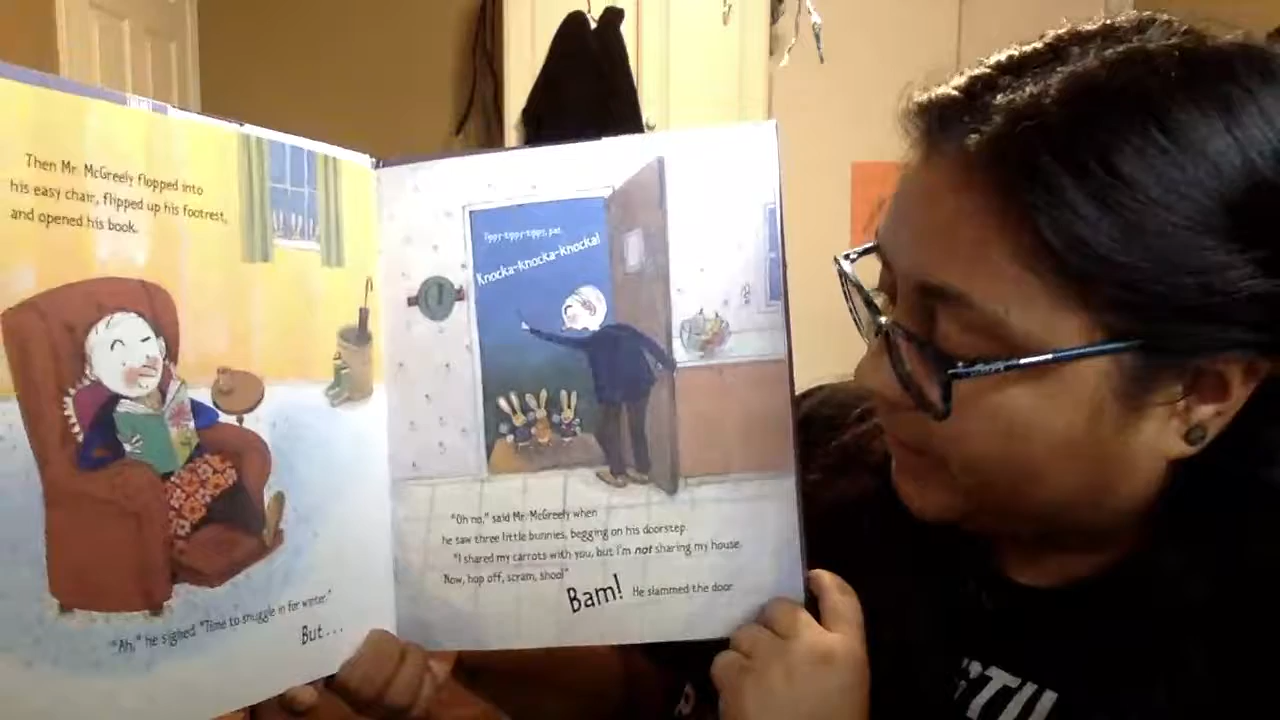 Then Mr. McGreely flopped into
his easy chair, flipped up his footrest,
and opened his book.
"Ah," he sighed. "Time to snuggle in for winter."
But...
Tippy-tippy-tippy, pat.
Knocka-knocka-knocka!
"Oh no," said Mr. McGreely when
he saw three little bunnies, begging on his doorstep.
"I shared my carrots with you, but I'm not sharing my house.
Now, hop off, scram, shoo!"
Bam! He slammed the door